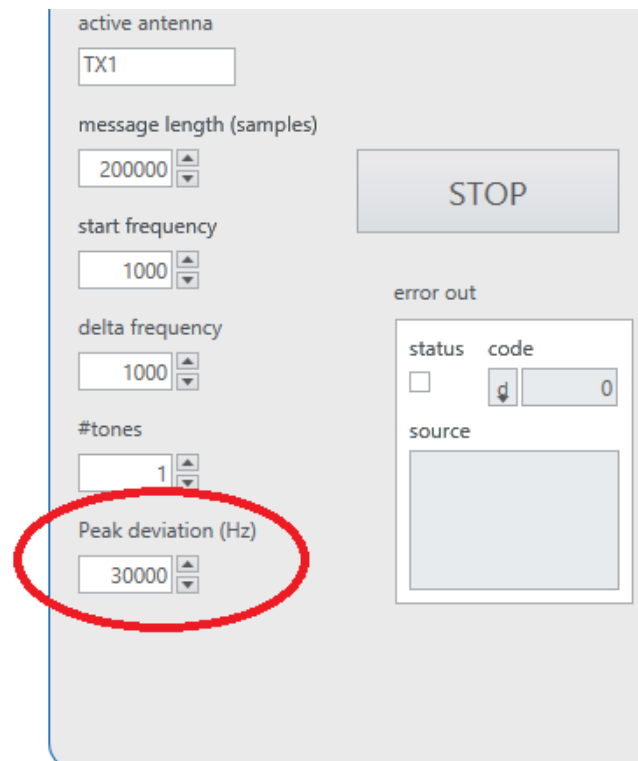 active antenna
TX1
message length (samples)
200000
STOP
start frequency
1000
error out
delta frequency
status code
1000
d 0
#tones
source
1
Peak deviation (Hz)
30000